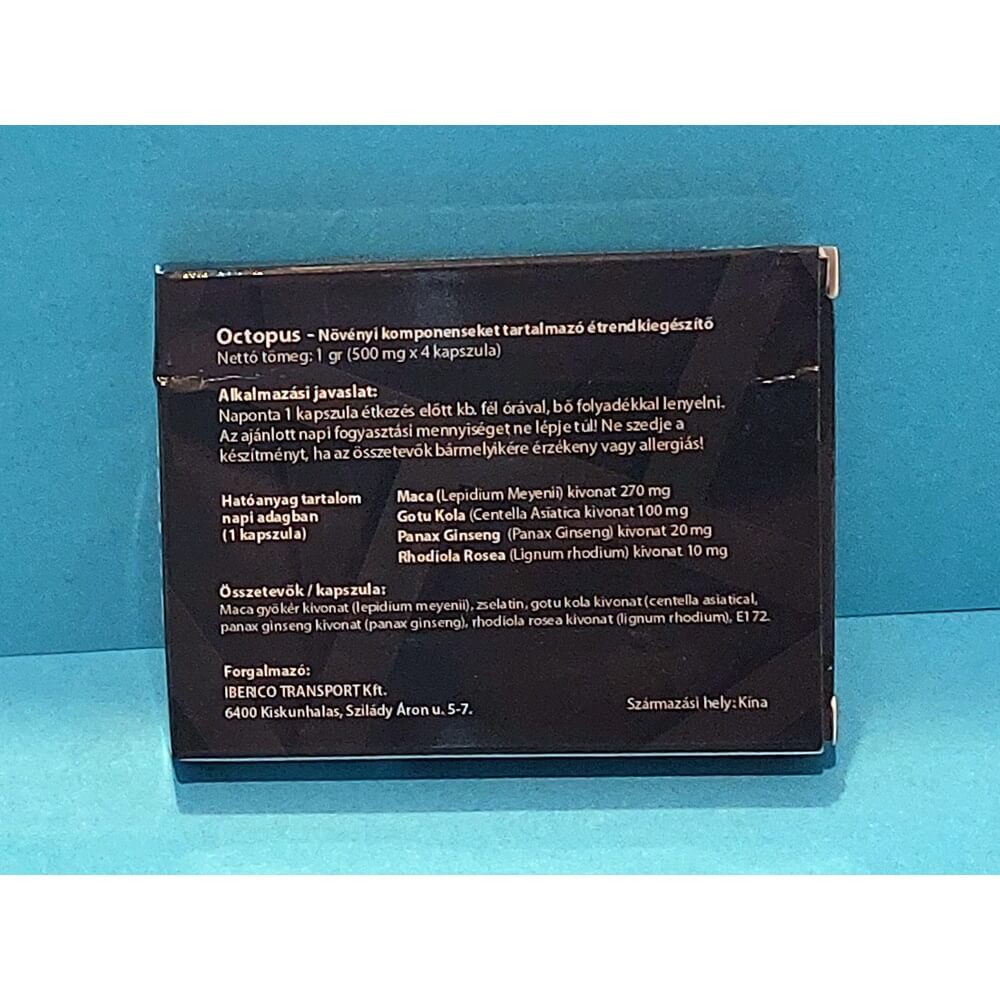 Octopus - Növényi komponenseket tartalmazó étrendkiegészítő
Nettó tömeg: 1 gr (500 mg x 4 kapszula)
Alkalmazási javaslat:
Naponta 1 kapszula étkezés előtt kb. fél órával, bő folyadékkal lenyelni.
Az ajánlott napi fogyasztási mennyiséget ne lépje túl! Ne szedje a
készítményt, ha az összetevők bármelyikére érzékeny vagy allergiás!
Hatóanyag tartalom
napi adagban
(1 kapszula)
Maca (Lepidium Meyenii) kivonat 270 mg
Gotu Kola (Centella Asiatica kivonat 100 mg
Panax Ginseng (Panax Ginseng) kivonat 20 mg
Rhodiola Rosea (Lignum rhodium) kivonat 10 mg
Összetevők / kapszula:
Maca gyökér kivonat (lepidium meyenii), zselatin, gotu kola kivonat (centella asiatical,
panax ginseng kivonat (panax ginseng), rhodiola rosea kivonat (lignum rhodium), E172.
Forgalmazó:
IBERICO TRANSPORT Kft.
6400 Kiskunhalas, Szilády Áron u. 5-7.
Származási hely: Kína